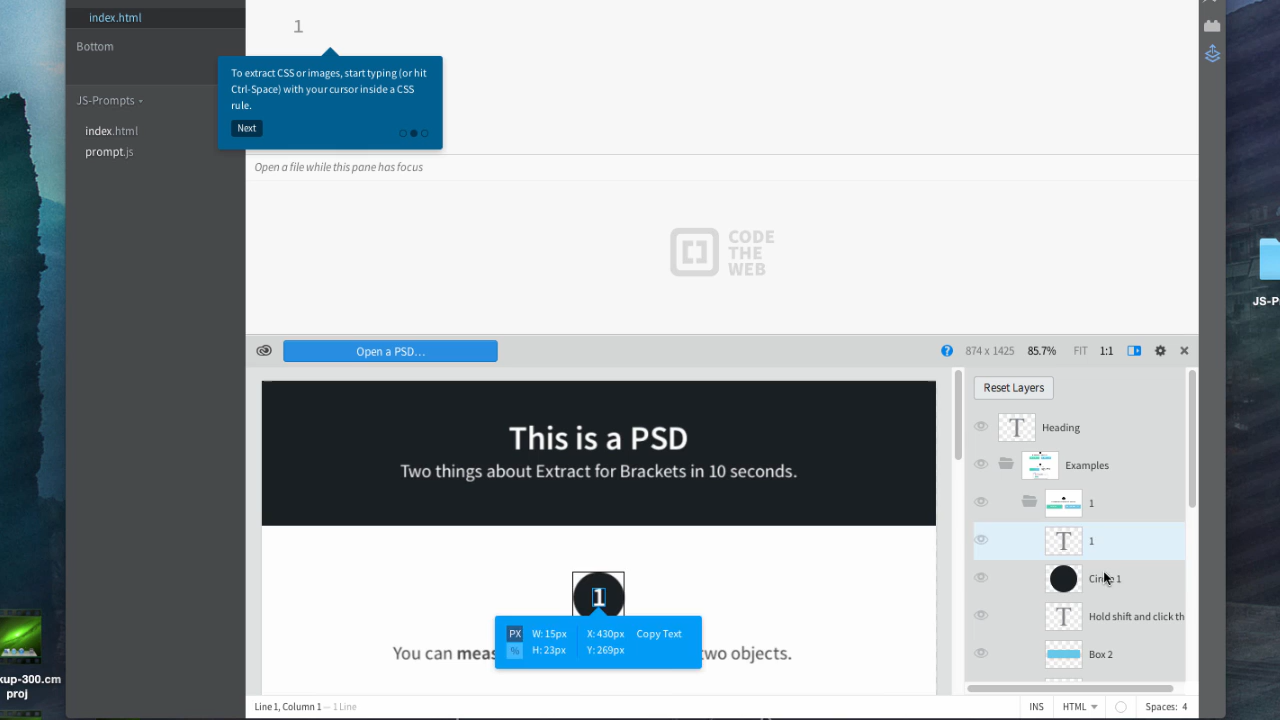 index.html
Bottom
JS-Prompts
index.html
prompt.js
1
To extract CSS or images, start typing (or hit
Ctrl-Space) with your cursor inside a CSS
rule.
Next
Open a file while this pane has focus
CODE
THE
WEB
Open a PSD...
? 874 x 1425 85.7% FIT 1:1
Reset Layers
T Heading
Examples
1
T 1
T Hold shift and click th
Box 2
This is a PSD
Two things about Extract for Brackets in 10 seconds.
1
PX W: 15px X: 430px Copy Text
% H: 23px Y: 269px
You can two objects.
Line 1, Column 1 — 1 Line
INS HTML Spaces: 4
kup-300.cm
proj